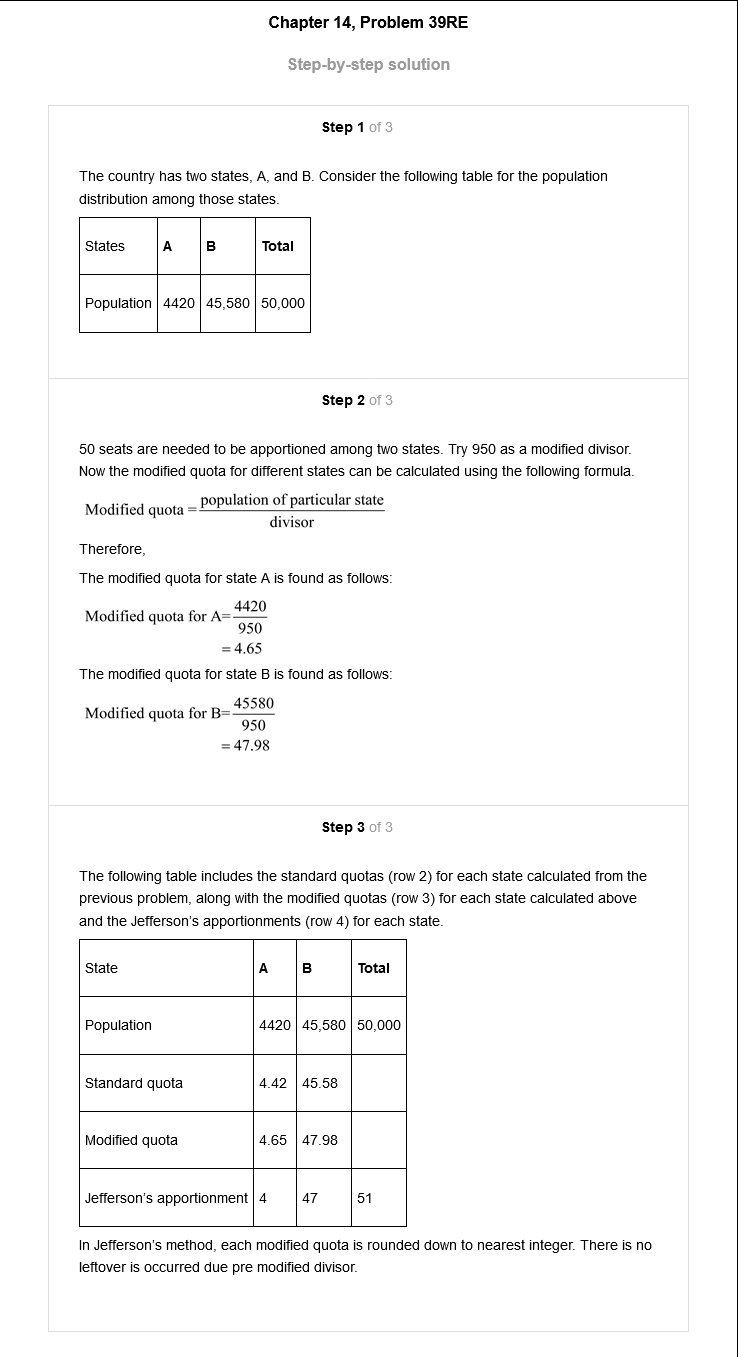 Chapter 14, Problem 39RE
Step-by-step solution
Step 1 of 3
The country has two states, A, and B. Consider the following table for the population
distribution among those states.
States A B Total
Population 4420 45,580 50,000
Step 2 of 3
50 seats are needed to be apportioned among two states. Try 950 as a modified divisor.
Now the modified quota for different states can be calculated using the following formula.
Modified quota = population of particular state / divisor
Therefore,
The modified quota for state A is found as follows:
Modified quota for A= 4420 / 950
= 4.65
The modified quota for state B is found as follows:
Modified quota for B= 45580 / 950
= 47.98
Step 3 of 3
The following table includes the standard quotas (row 2) for each state calculated from the
previous problem, along with the modified quotas (row 3) for each state calculated above
and the Jefferson's apportionments (row 4) for each state.
State A B Total
Population 4420 45,580 50,000
Standard quota 4.42 45.58
Modified quota 4.65 47.98
Jefferson's apportionment 4 47 51
In Jefferson's method, each modified quota is rounded down to nearest integer. There is no
leftover is occurred due pre modified divisor.